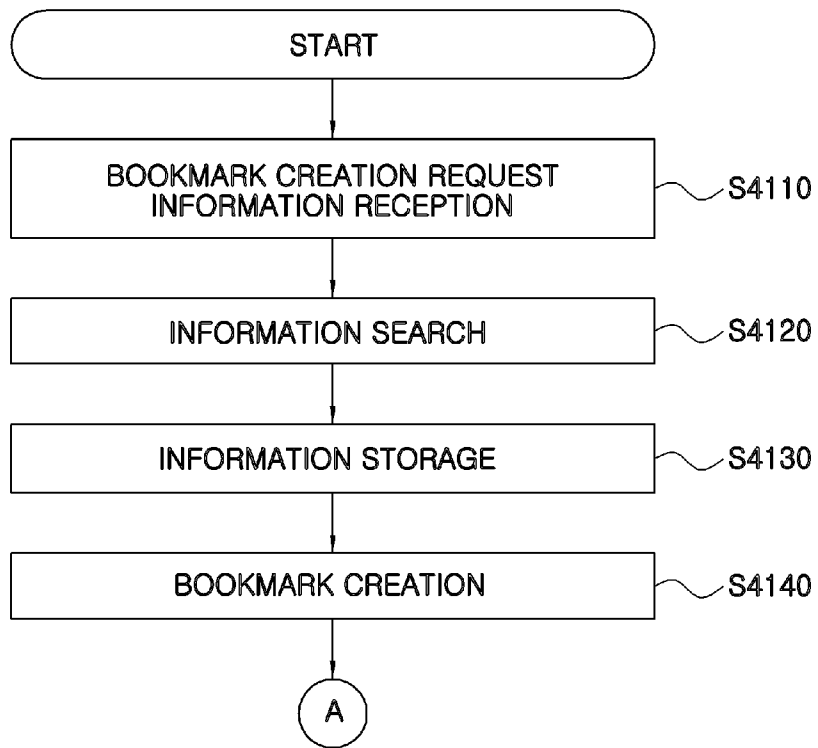 START
BOOKMARK CREATION REQUEST
INFORMATION RECEPTION
S4110
INFORMATION SEARCH
S4120
INFORMATION STORAGE
S4130
BOOKMARK CREATION
S4140
A